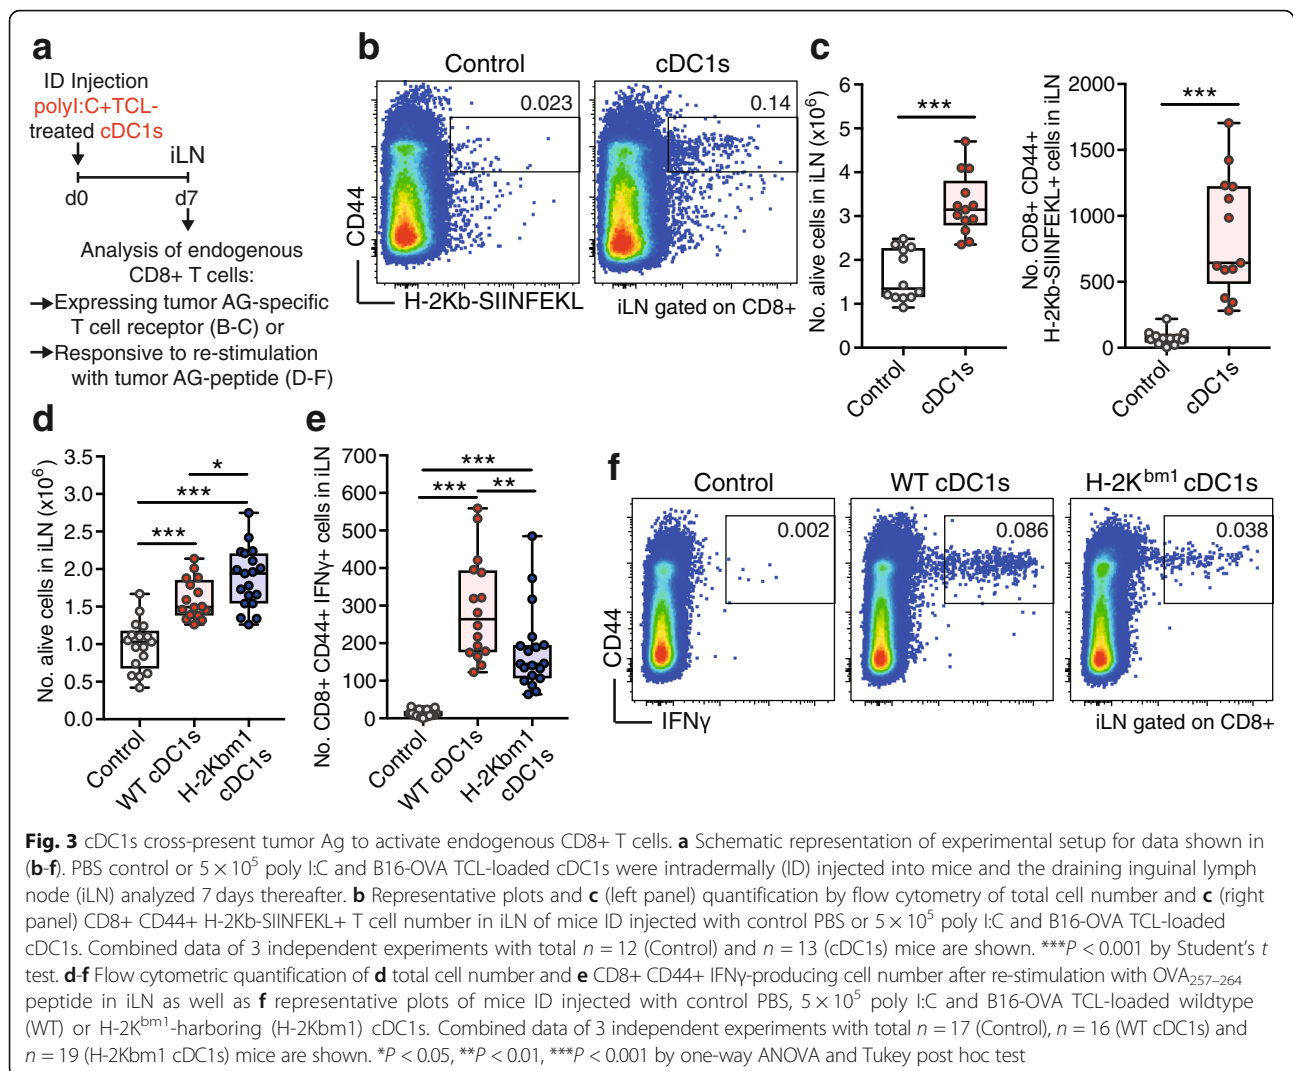 a
ID Injection
polyI:C+TCL-
treated cDC1s
iLN
d0 d7
Analysis of endogenous
CD8+ T cells:
Expressing tumor AG-specific
T cell receptor (B-C) or
Responsive to re-stimulation
with tumor AG-peptide (D-F)
b
Control cDC1s
0.023 0.14
CD44
H-2Kb-SIINFEKL
iLN gated on CD8+
c
No. alive cells in iLN (x10⁶)
6
5
4
3
2
1
0
***
Control
cDC1s
No. CD8+ CD44+
H-2Kb-SIINFEKL+ cells in iLN
2000
1500
1000
500
0
***
Control
cDC1s
d
No. alive cells in iLN (x10⁶)
3.5
3.0
2.5
2.0
1.5
1.0
0.5
0.0
*
***
***
Control
WT cDC1s
H-2Kbm1
cDC1s
e
No. CD8+ CD44+ IFNγ+ cells in iLN
700
600
500
400
300
200
100
0
***
*** **
Control
WT cDC1s
H-2Kbm1
cDC1s
f
Control WT cDC1s H-2Kᵇᵐ¹ cDC1s
0.002 0.086 0.038
CD44
IFNγ
iLN gated on CD8+
Fig. 3 cDC1s cross-present tumor Ag to activate endogenous CD8+ T cells. a Schematic representation of experimental setup for data shown in
(b-f). PBS control or 5 × 10⁵ poly I:C and B16-OVA TCL-loaded cDC1s were intradermally (ID) injected into mice and the draining inguinal lymph
node (iLN) analyzed 7 days thereafter. b Representative plots and c (left panel) quantification by flow cytometry of total cell number and c (right
panel) CD8+ CD44+ H-2Kb-SIINFEKL+ T cell number in iLN of mice ID injected with control PBS or 5 × 10⁵ poly I:C and B16-OVA TCL-loaded
cDC1s. Combined data of 3 independent experiments with total n = 12 (Control) and n = 13 (cDC1s) mice are shown. ***P < 0.001 by Student's t
test. d-f Flow cytometric quantification of d total cell number and e CD8+ CD44+ IFNγ-producing cell number after re-stimulation with OVA₂₅₇₋₂₆₄
peptide in iLN as well as f representative plots of mice ID injected with control PBS, 5 × 10⁵ poly I:C and B16-OVA TCL-loaded wildtype
(WT) or H-2Kᵇᵐ¹-harboring (H-2Kbm1) cDC1s. Combined data of 3 independent experiments with total n = 17 (Control), n = 16 (WT cDC1s) and
n = 19 (H-2Kbm1 cDC1s) mice are shown. *P < 0.05, **P < 0.01, ***P < 0.001 by one-way ANOVA and Tukey post hoc test